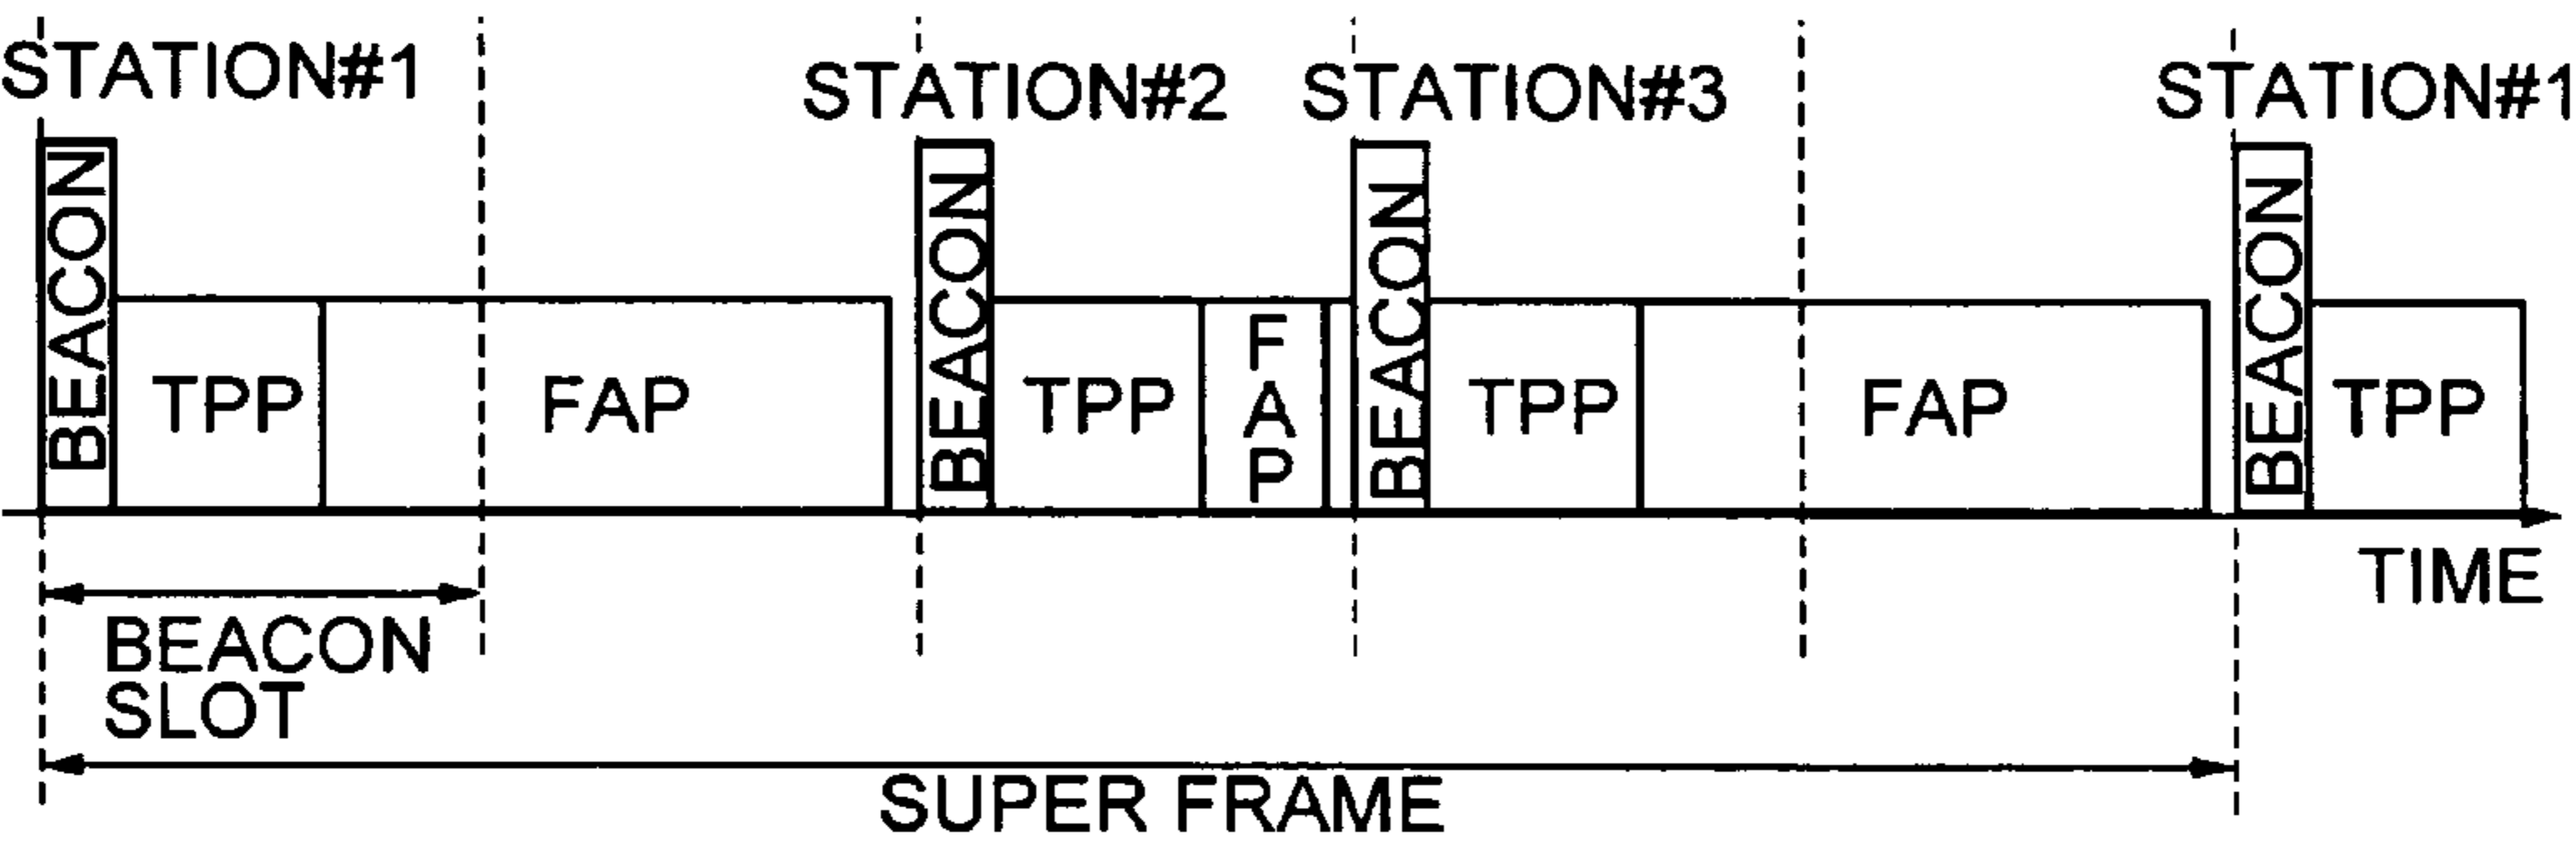 STATION#1
STATION#2
STATION#3
STATION#1
BEACON
TPP
FAP
BEACON
TPP
FAP
BEACON
TPP
FAP
BEACON
TPP
TIME
BEACON
SLOT
SUPER FRAME